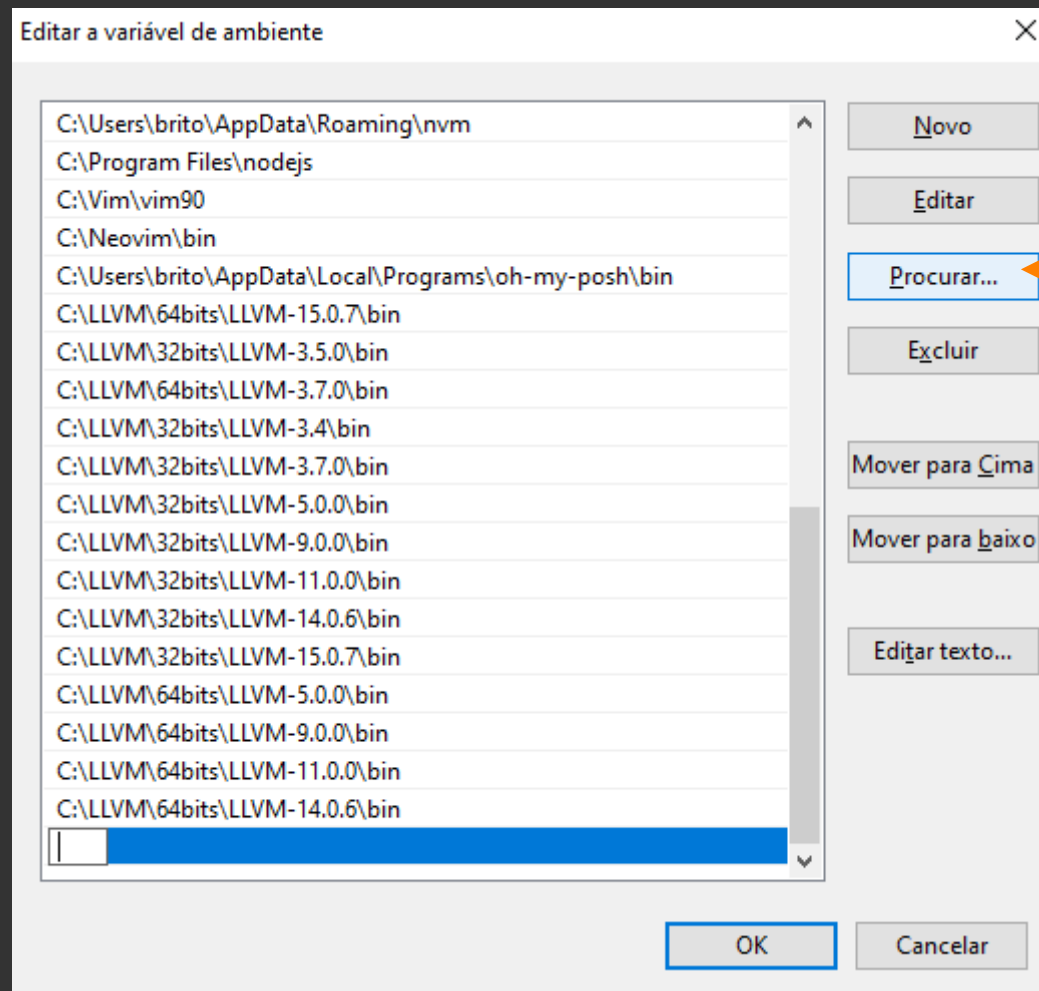 Editar a variável de ambiente
C:\Users\brito\AppData\Roaming\nvm
C:\Program Files\nodejs
C:\Vim\vim90
C:\Neovim\bin
C:\Users\brito\AppData\Local\Programs\oh-my-posh\bin
C:\LLVM\64bits\LLVM-15.0.7\bin
C:\LLVM\32bits\LLVM-3.5.0\bin
C:\LLVM\64bits\LLVM-3.7.0\bin
C:\LLVM\32bits\LLVM-3.4\bin
C:\LLVM\32bits\LLVM-3.7.0\bin
C:\LLVM\32bits\LLVM-5.0.0\bin
C:\LLVM\32bits\LLVM-9.0.0\bin
C:\LLVM\32bits\LLVM-11.0.0\bin
C:\LLVM\32bits\LLVM-14.0.6\bin
C:\LLVM\32bits\LLVM-15.0.7\bin
C:\LLVM\64bits\LLVM-5.0.0\bin
C:\LLVM\64bits\LLVM-9.0.0\bin
C:\LLVM\64bits\LLVM-11.0.0\bin
C:\LLVM\64bits\LLVM-14.0.6\bin
Novo
Editar
Procurar...
Excluir
Mover para Cima
Mover para baixo
Editar texto...
OK
Cancelar